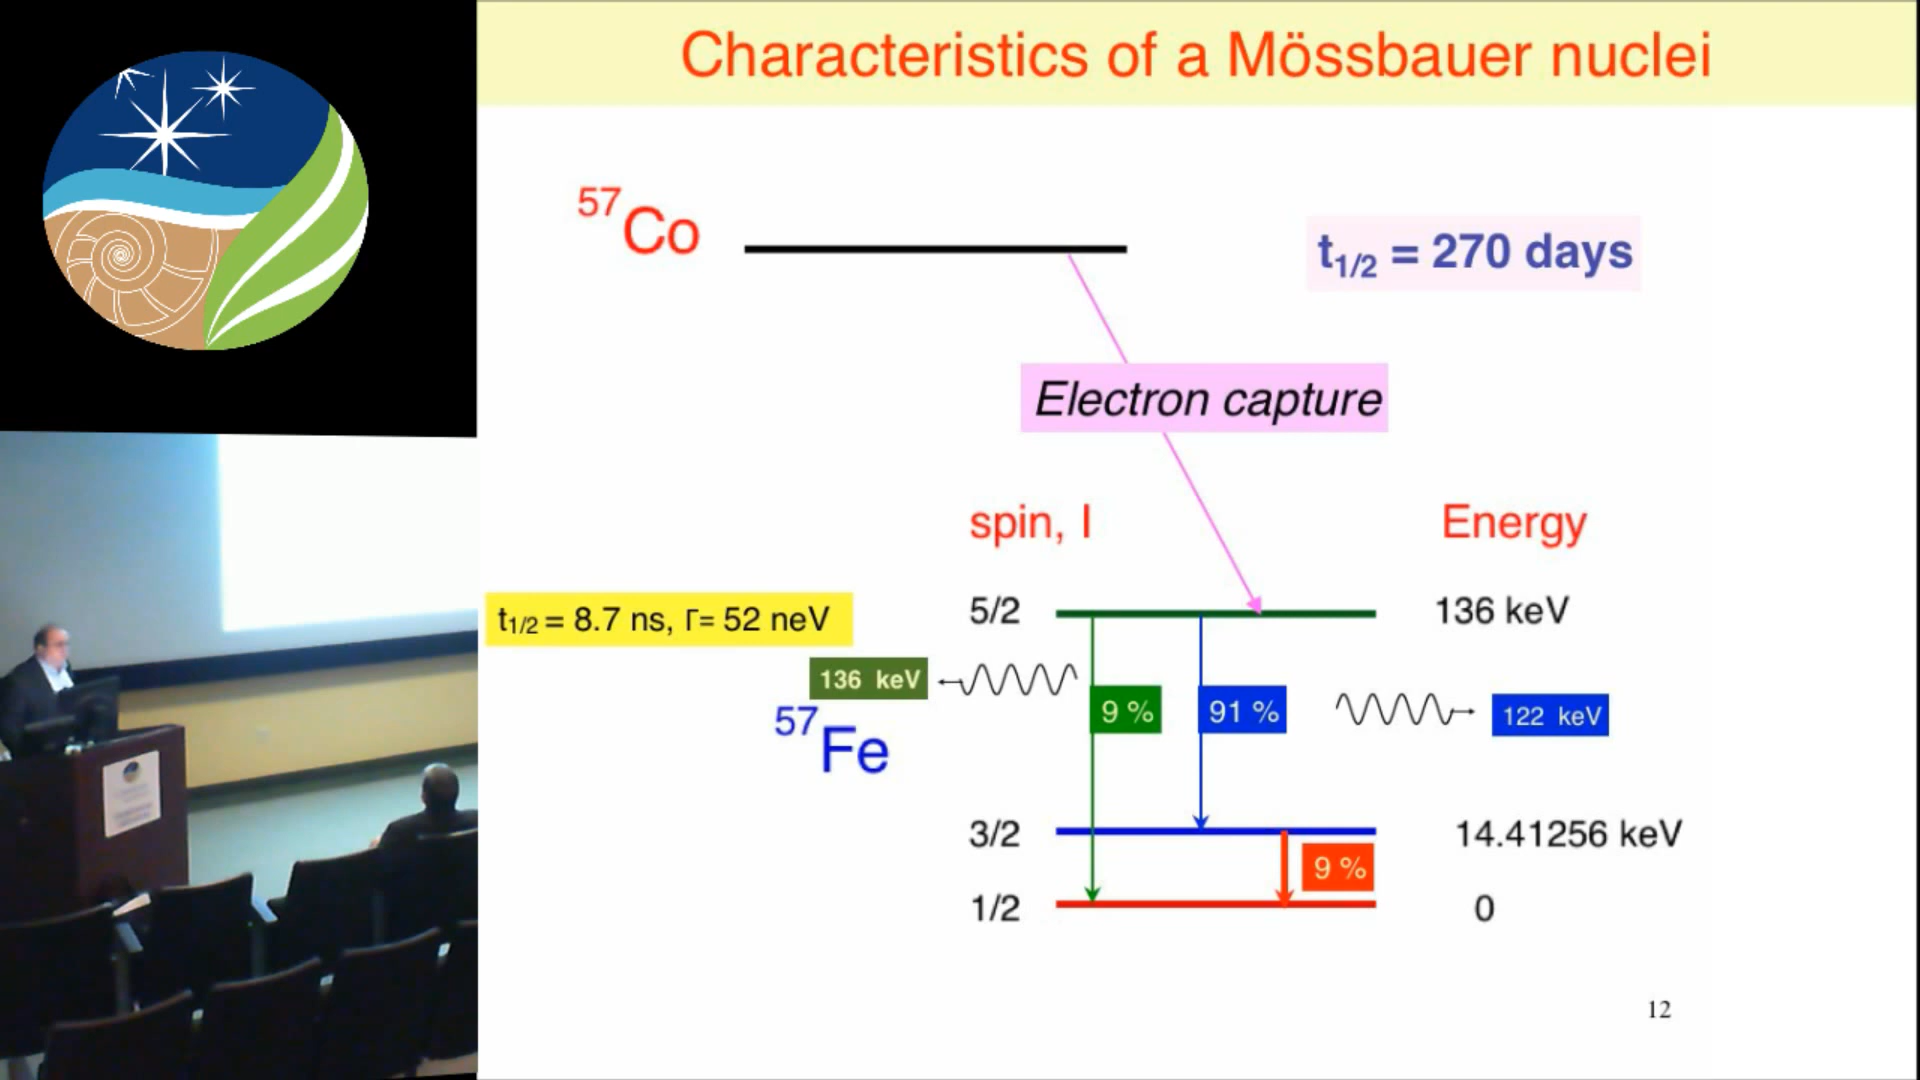 Characteristics of a Mössbauer nuclei
57Co
t1/2 = 270 days
Electron capture
spin, I
Energy
t1/2 = 8.7 ns, Γ= 52 neV
5/2
136 keV
136 keV
9 %
91 %
122 keV
57Fe
3/2
14.41256 keV
9 %
1/2
0
12